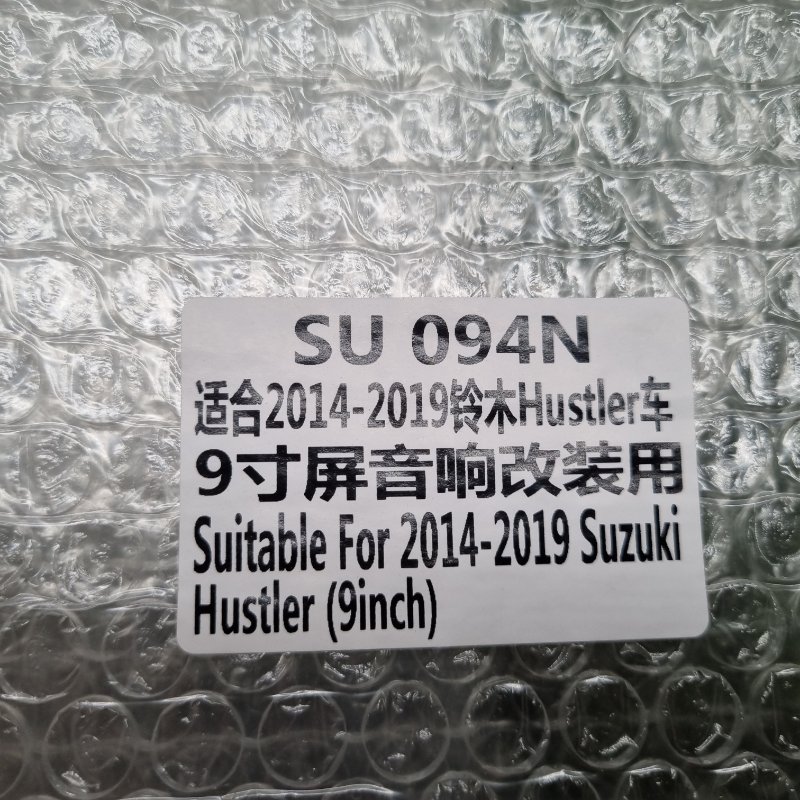 SU 094N
适合2014-2019铃木Hustler车
9寸屏音响改装用
Suitable For 2014-2019 Suzuki
Hustler (9inch)